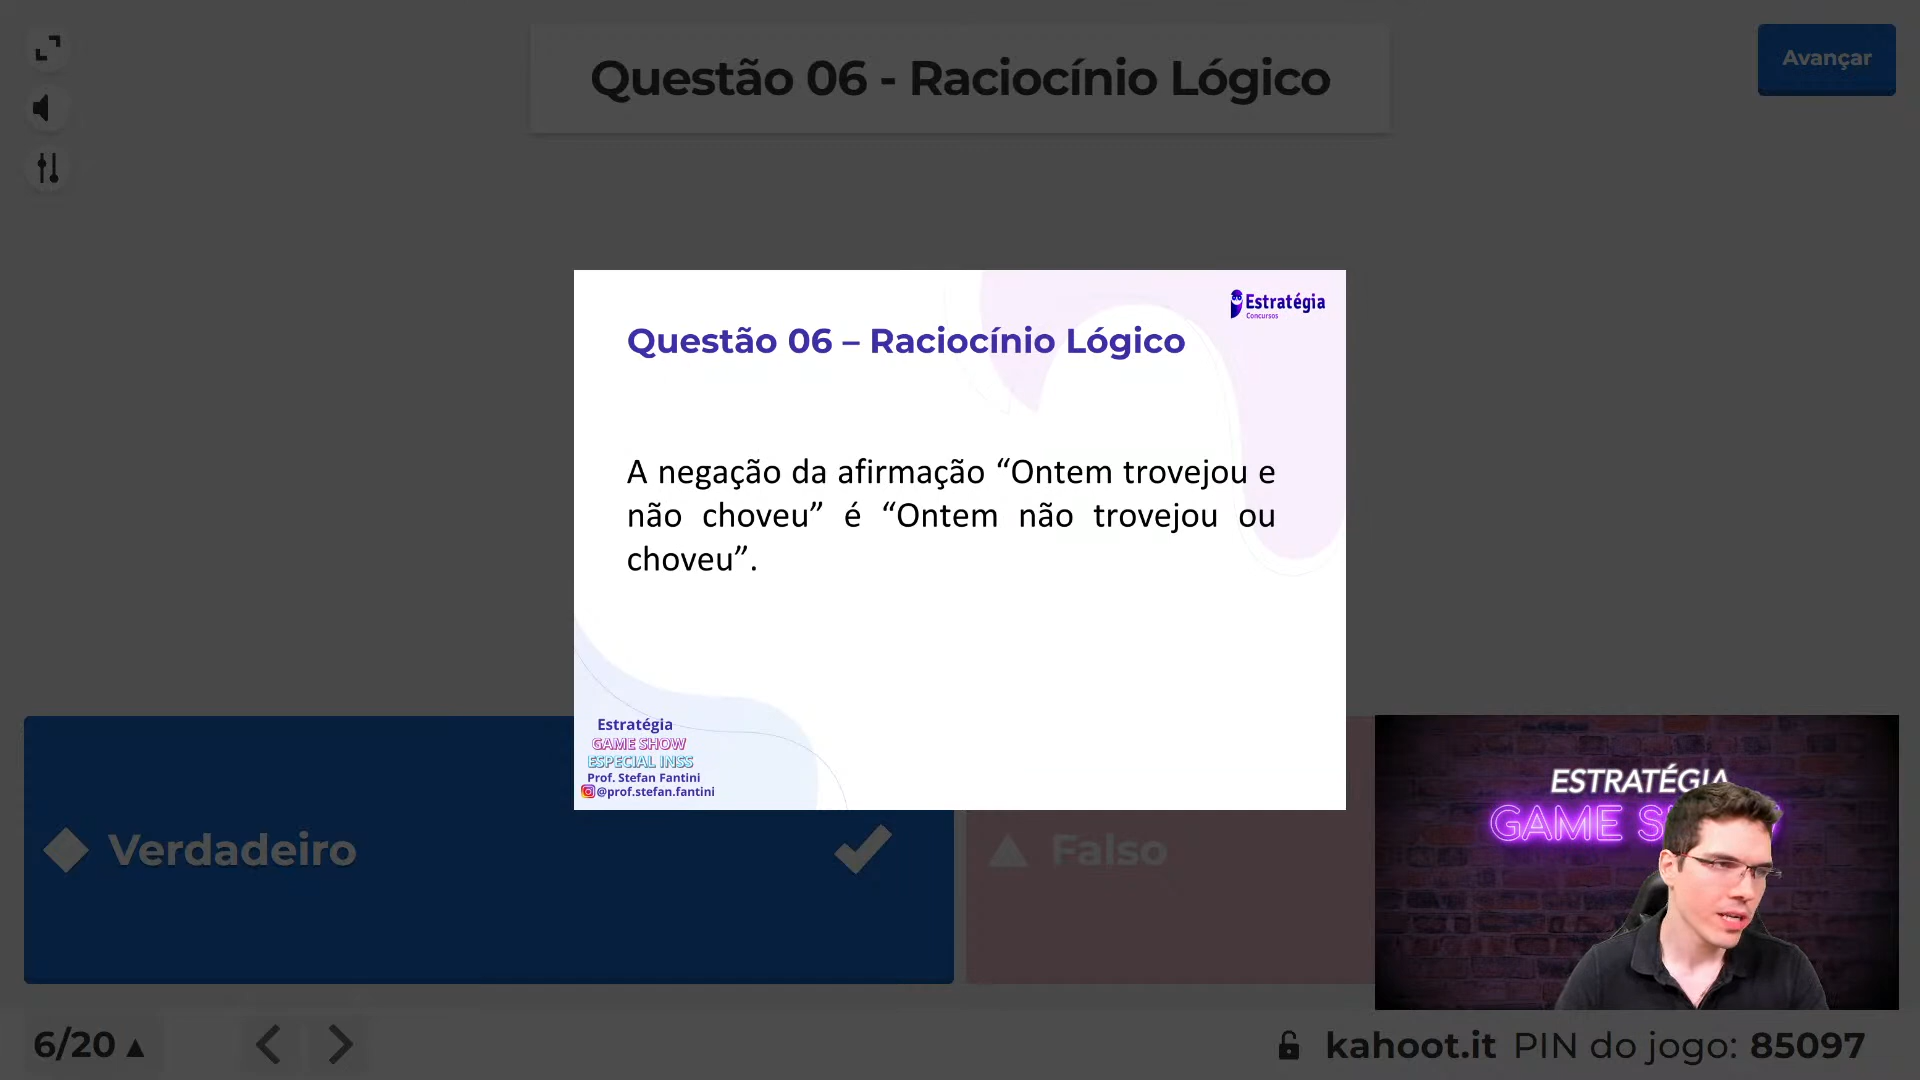 Questão 06 - Raciocínio Lógico
Avançar
Estratégia
Concursos
Questão 06 – Raciocínio Lógico
A negação da afirmação “Ontem trovejou e
não choveu” é “Ontem não trovejou ou
choveu”.
Estratégia
GAME SHOW
ESPECIAL INSS
Prof. Stefan Fantini
@prof.stefan.fantini
Verdadeiro
Falso
ESTRATÉGIA
GAME S
6/20
kahoot.it PIN do jogo: 85097